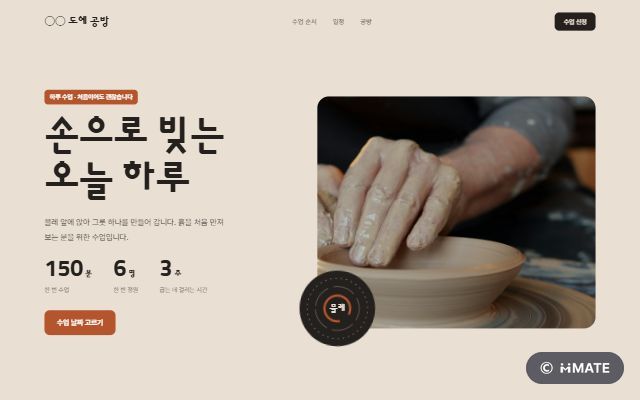 ○○ 도예 공방
수업 순서 일정 공방
수업 신청
하루 수업 · 처음이어도 괜찮습니다
손으로 빚는
오늘 하루
물레 앞에 앉아 그릇 하나를 만들어 갑니다. 흙을 처음 만져
보는 분을 위한 수업입니다.
150 분 6 명 3 주
한 번 수업 한 반 정원 굽는 데 걸리는 시간
수업 날짜 고르기
물레
© MMATE